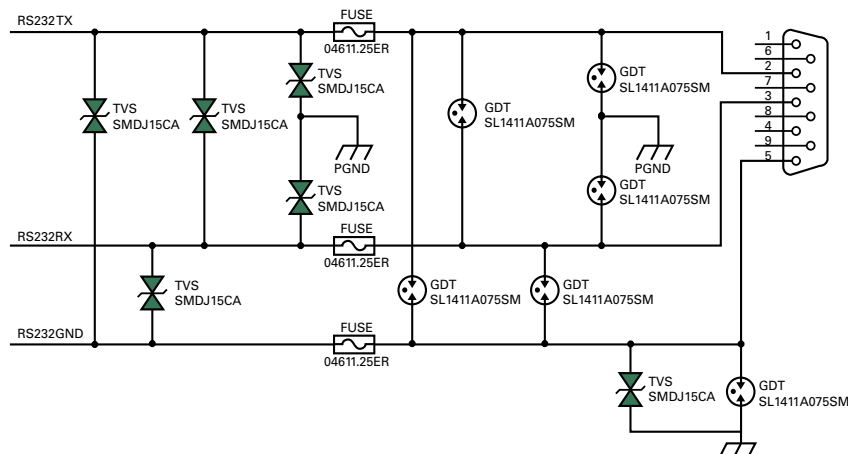 RS232TX
FUSE
04611.25ER
TVS
SMDJ15CA
TVS
SMDJ15CA
TVS
SMDJ15CA
PGND
TVS
SMDJ15CA
GDT
SL1411A075SM
GDT
SL1411A075SM
PGND
GDT
SL1411A075SM
1
6
2
7
3
8
4
9
5
RS232RX
FUSE
04611.25ER
TVS
SMDJ15CA
GDT
SL1411A075SM
GDT
SL1411A075SM
RS232GND
FUSE
04611.25ER
TVS
SMDJ15CA
GDT
SL1411A075SM